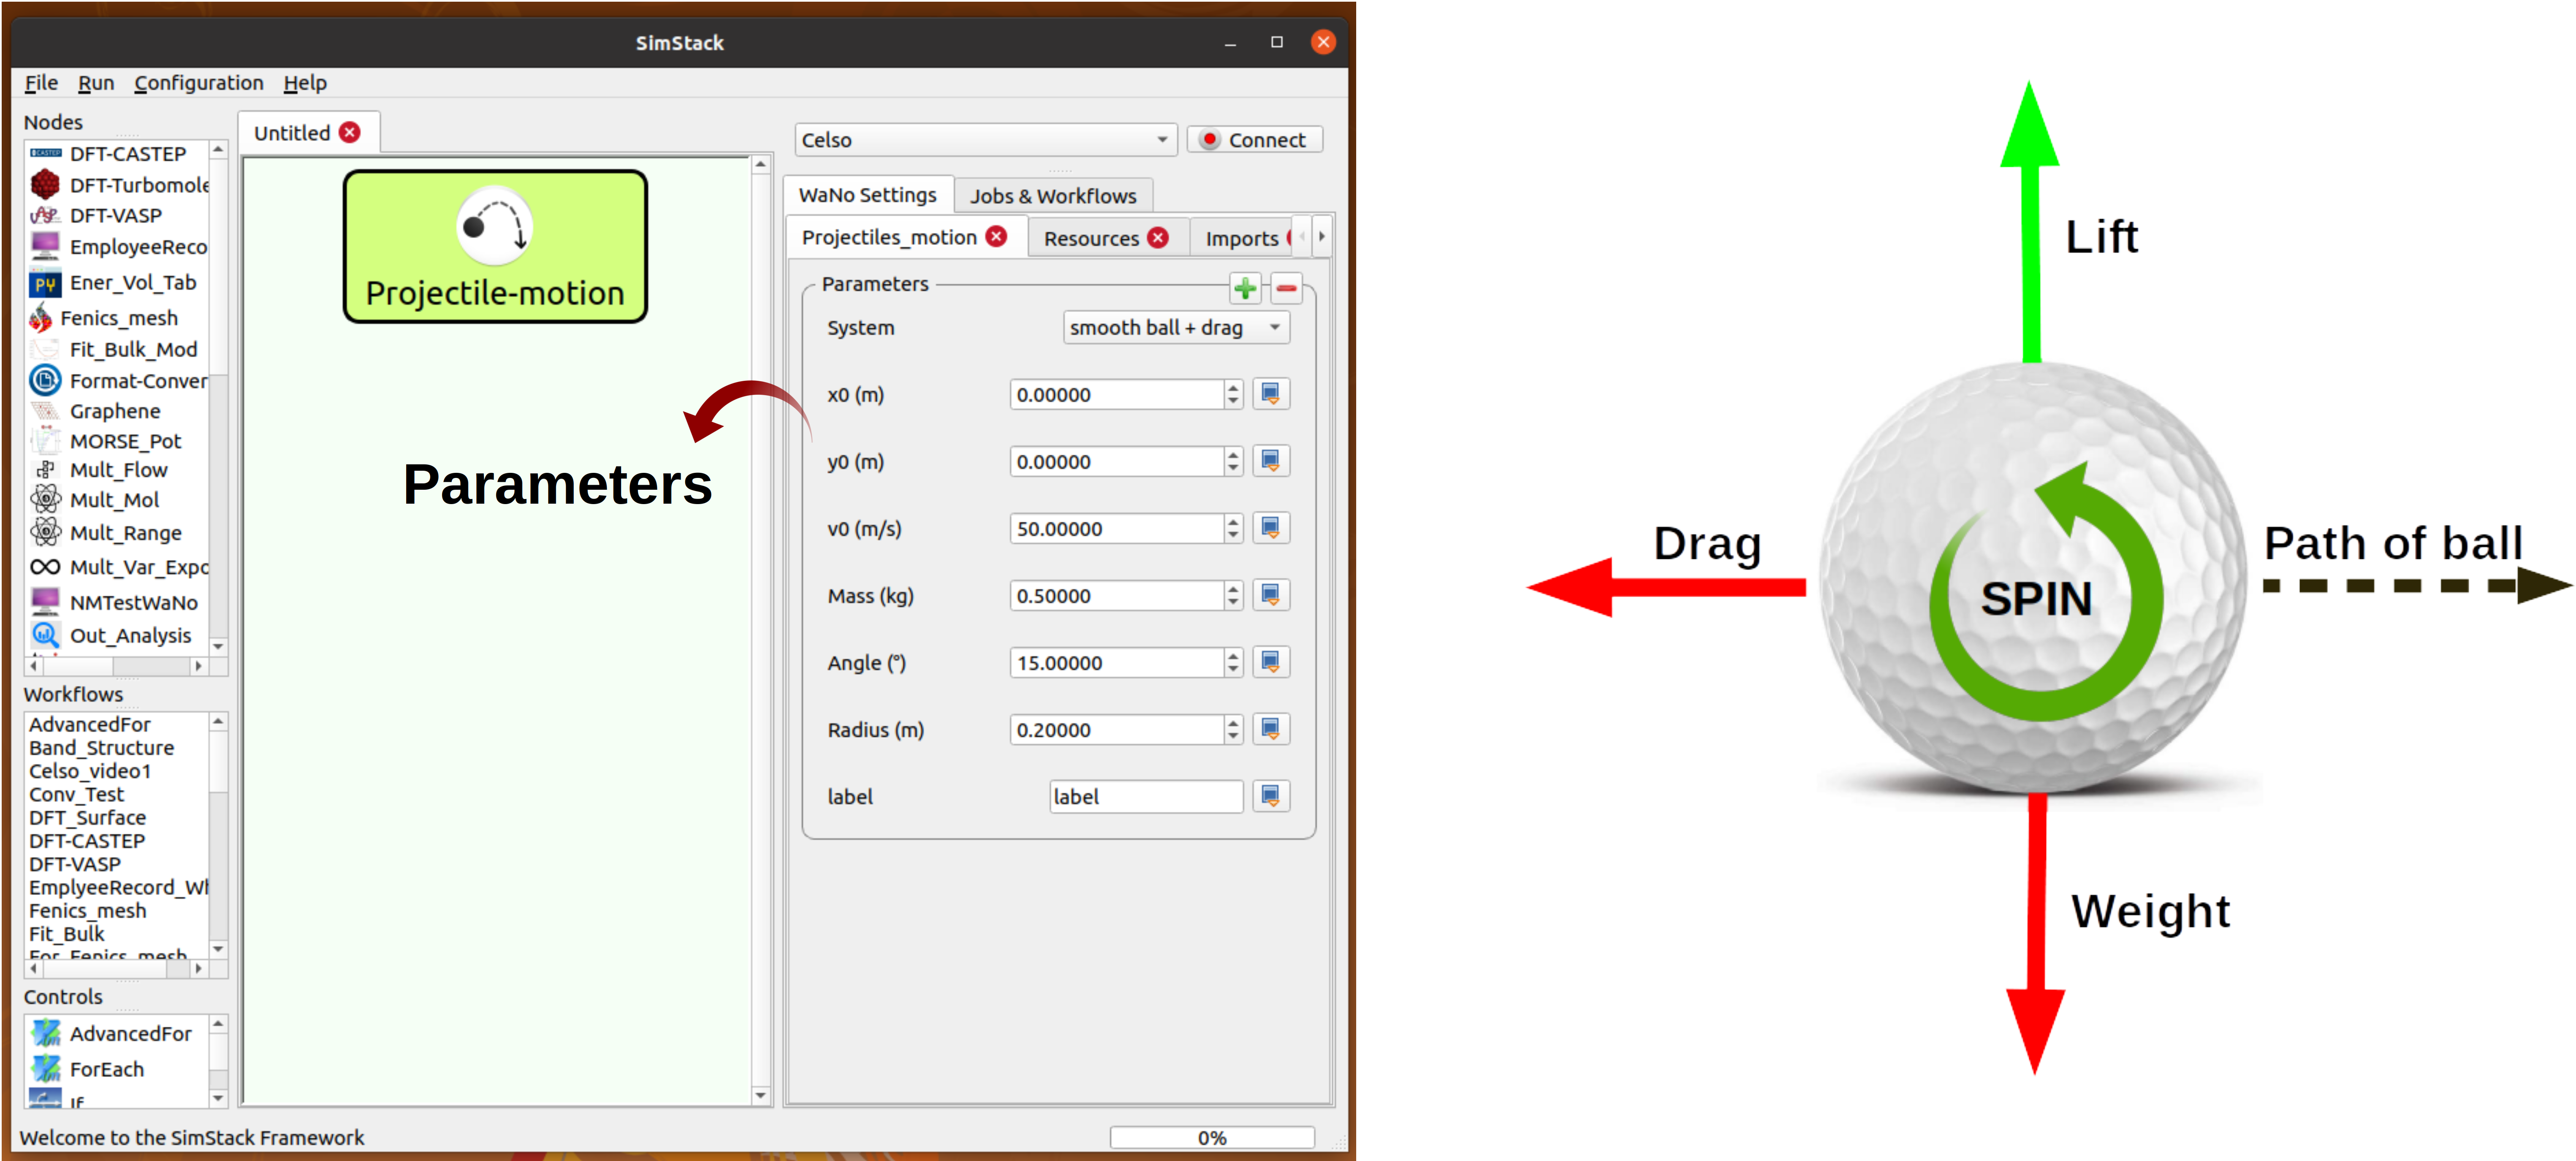 SimStack
File Run Configuration Help
Nodes
DFT-CASTEP
DFT-Turbomole
DFT-VASP
EmployeeReco
Ener_Vol_Tab
Fenics_mesh
Fit_Bulk_Mod
Format-Conver
Graphene
MORSE_Pot
Mult_Flow
Mult_Mol
Mult_Range
Mult_Var_Expo
NMTestWaNo
Out_Analysis
Workflows
AdvancedFor
Band_Structure
Celso_video1
Conv_Test
DFT_Surface
DFT-CASTEP
DFT-VASP
EmplyeeRecord_Wh
Fenics_mesh
Fit_Bulk
For_Fenics_mesh
Controls
AdvancedFor
ForEach
If
Welcome to the SimStack Framework
Untitled
Projectile-motion
Parameters
Celso
Connect
WaNo Settings Jobs & Workflows
Projectiles_motion Resources Imports
Parameters
System smooth ball + drag
x0 (m) 0.00000
y0 (m) 0.00000
v0 (m/s) 50.00000
Mass (kg) 0.50000
Angle (°) 15.00000
Radius (m) 0.20000
label label
0%
Lift
Drag
Path of ball
SPIN
Weight